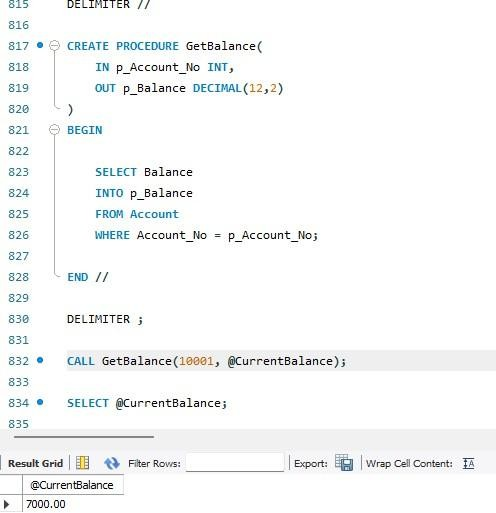 815 DELIMITER //
816
817 CREATE PROCEDURE GetBalance(
818 IN p_Account_No INT,
819 OUT p_Balance DECIMAL(12,2)
820 )
821 BEGIN
822
823 SELECT Balance
824 INTO p_Balance
825 FROM Account
826 WHERE Account_No = p_Account_No;
827
828 END //
829
830 DELIMITER ;
831
832 CALL GetBalance(10001, @CurrentBalance);
833
834 SELECT @CurrentBalance;
835
Result Grid Filter Rows: Export: Wrap Cell Content:
@CurrentBalance
7000.00